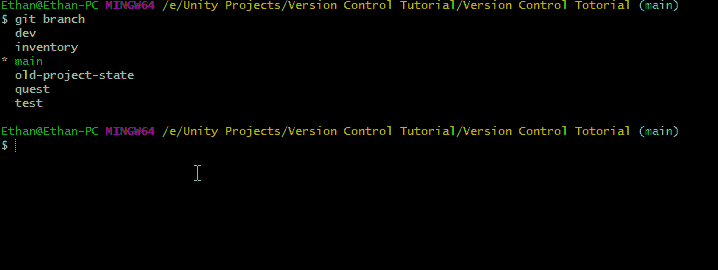 Ethan@Ethan-PC MINGW64 /e/Unity Projects/Version Control Tutorial/Version Control Totorial (main)
$ git branch
  dev
  inventory
* main
  old-project-state
  quest
  test

Ethan@Ethan-PC MINGW64 /e/Unity Projects/Version Control Tutorial/Version Control Totorial (main)
$